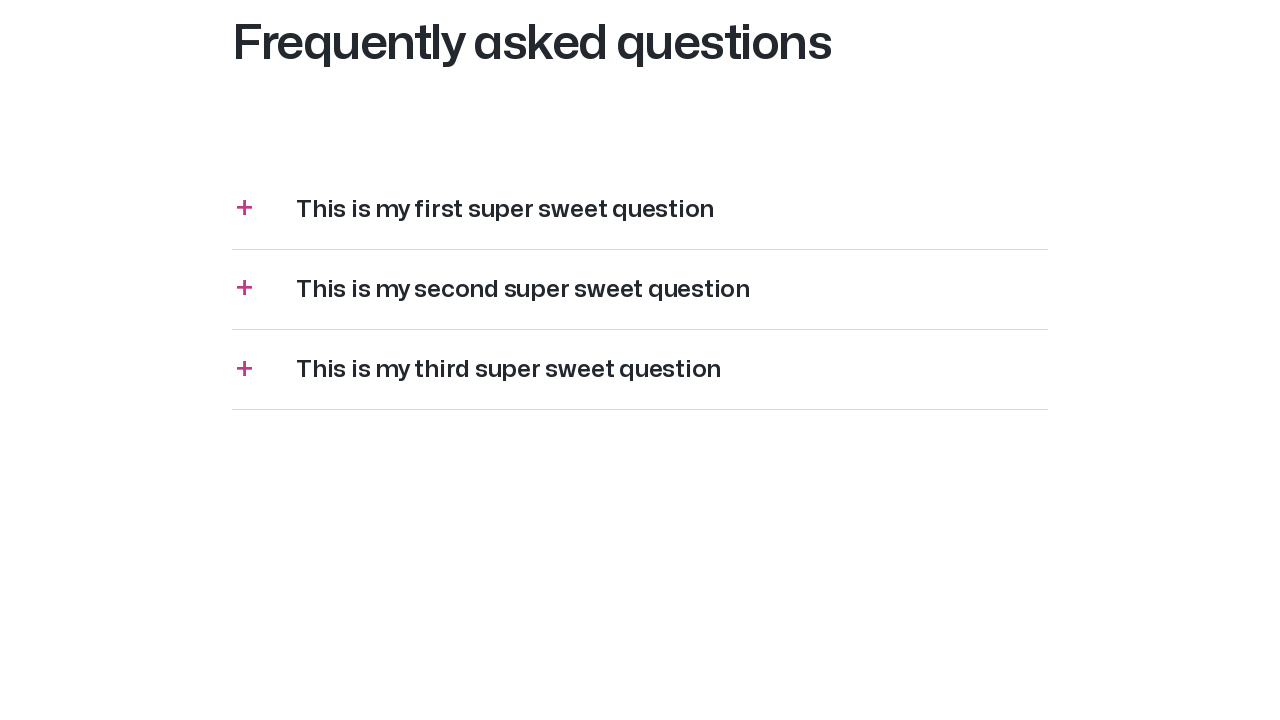 Frequently asked questions
+ This is my first super sweet question
+ This is my second super sweet question
+ This is my third super sweet question